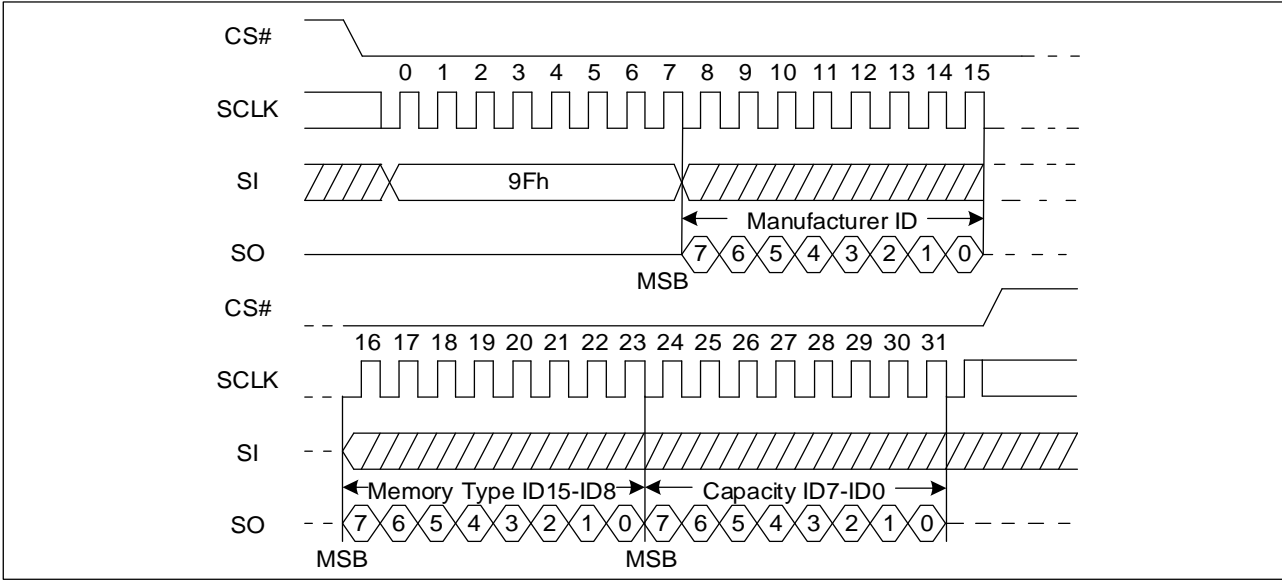 CS#
0 1 2 3 4 5 6 7 8 9 10 11 12 13 14 15
SCLK
SI 9Fh
Manufacturer ID
SO 7 6 5 4 3 2 1 0
MSB
CS#
16 17 18 19 20 21 22 23 24 25 26 27 28 29 30 31
SCLK
SI
Memory Type ID15-ID8 Capacity ID7-ID0
SO 7 6 5 4 3 2 1 0 7 6 5 4 3 2 1 0
MSB MSB